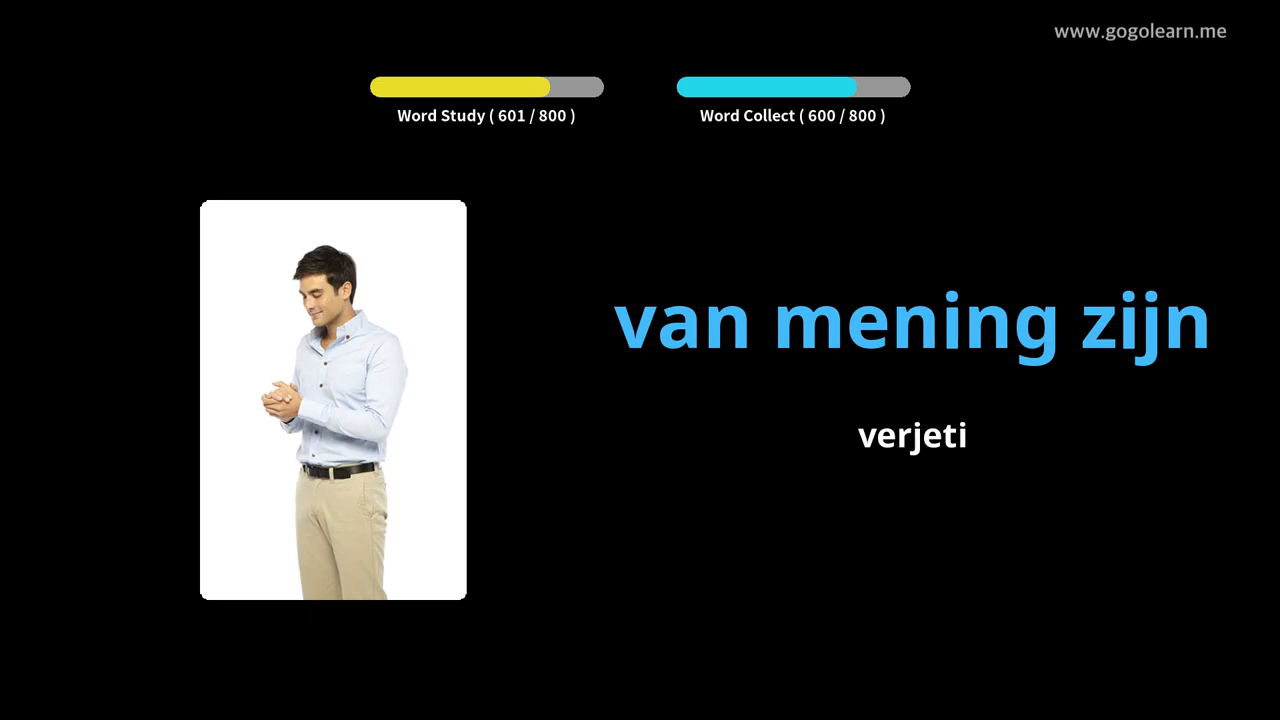 www.gogolearn.me
Word Study ( 601 / 800 )
Word Collect ( 600 / 800 )
van mening zijn
verjeti